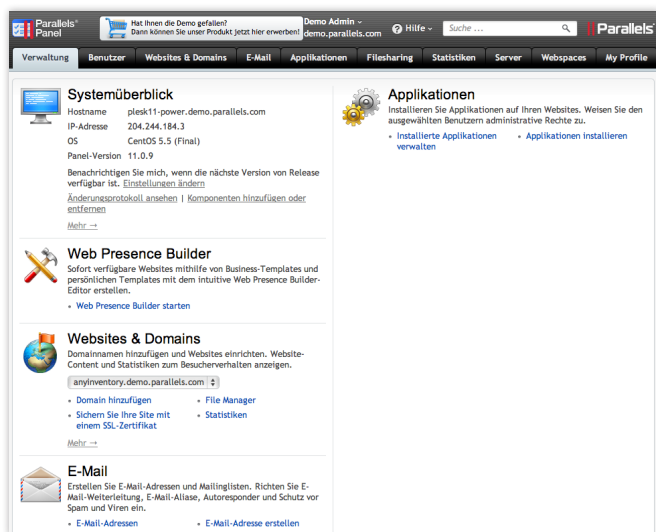 Parallels®
Panel
Hat Ihnen die Demo gefallen?
Dann können Sie unser Produkt jetzt hier erwerben!
Demo Admin
demo.parallels.com
Hilfe
Suche ...
Parallels®
Verwaltung Benutzer Websites & Domains E-Mail Applikationen Filesharing Statistiken Server Webspaces My Profile
Systemüberblick
Hostname plesk11-power.demo.parallels.com
IP-Adresse 204.244.184.3
OS CentOS 5.5 (Final)
Panel-Version 11.0.9
Benachrichtigen Sie mich, wenn die nächste Version von Release
verfügbar ist. Einstellungen ändern
Änderungsprotokoll ansehen | Komponenten hinzufügen oder
entfernen
Mehr →
Web Presence Builder
Sofort verfügbare Websites mithilfe von Business-Templates und
persönlichen Templates mit dem intuitive Web Presence Builder-
Editor erstellen.
Web Presence Builder starten
Websites & Domains
Domainnamen hinzufügen und Websites einrichten. Website-
Content und Statistiken zum Besucherverhalten anzeigen.
anyinventory.demo.parallels.com
Domain hinzufügen
File Manager
Sichern Sie Ihre Site mit
einem SSL-Zertifikat
Statistiken
Mehr →
E-Mail
Erstellen Sie E-Mail-Adressen und Mailinglisten. Richten Sie E-
Mail-Weiterleitung, E-Mail-Aliase, Autoresponder und Schutz vor
Spam und Viren ein.
E-Mail-Adressen
E-Mail-Adresse erstellen
Applikationen
Installieren Sie Applikationen auf Ihren Websites. Weisen Sie den
ausgewählten Benutzern administrative Rechte zu.
Installierte Applikationen
verwalten
Applikationen installieren